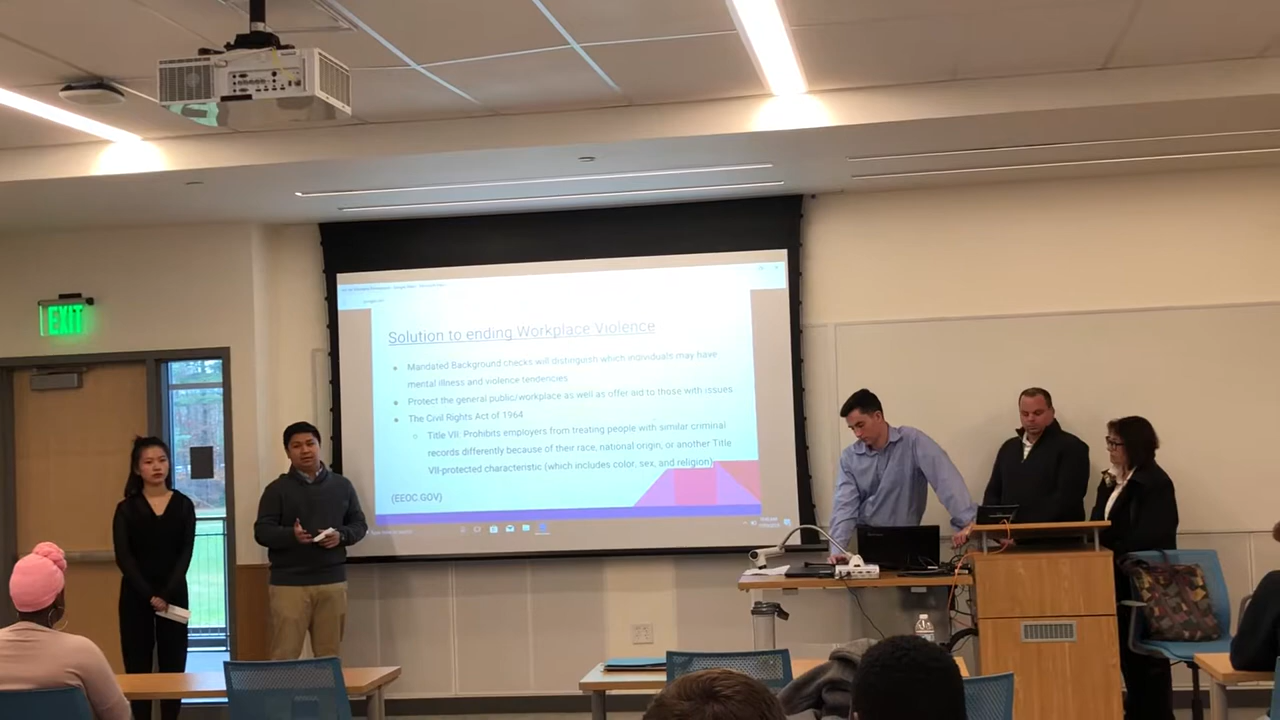 EXIT
Solution to ending Workplace Violence
Mandated Background checks will distinguish which individuals may have
mental illness and violence tendencies
Protect the general public/workplace as well as offer aid to those with issues
The Civil Rights Act of 1964
Title VII: Prohibits employers from treating people with similar criminal
records differently because of their race, national origin, or another Title
VII-protected characteristic (which includes color, sex, and religion)
(EEOC.GOV)